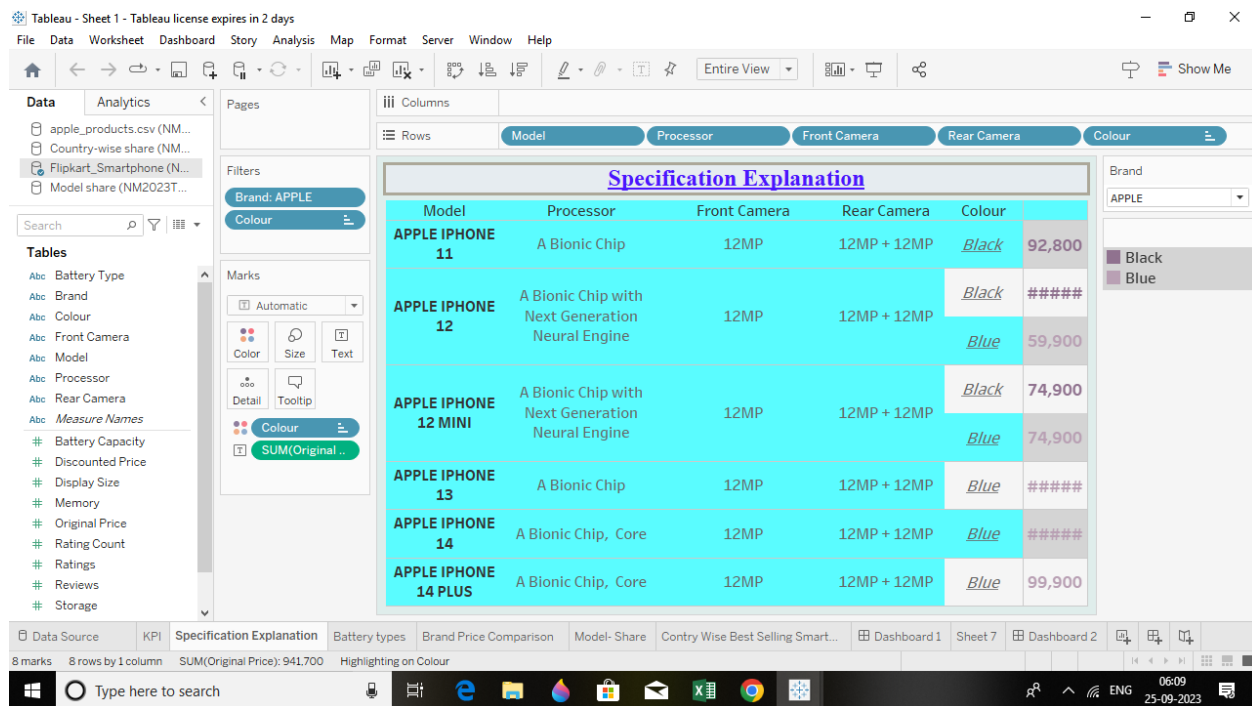 Tableau - Sheet 1 - Tableau license expires in 2 days
File Data Worksheet Dashboard Story Analysis Map Format Server Window Help
Entire View
Show Me
Data Analytics
apple_products.csv (NM...
Country-wise share (NM...
Flipkart_Smartphone (N...
Model share (NM2023T...
Search
Tables
Abc Battery Type
Abc Brand
Abc Colour
Abc Front Camera
Abc Model
Abc Processor
Abc Rear Camera
Abc Measure Names
# Battery Capacity
# Discounted Price
# Display Size
# Memory
# Original Price
# Rating Count
# Ratings
# Reviews
# Storage
Pages
Filters
Brand: APPLE
Colour
Marks
Automatic
Color Size Text
Detail Tooltip
Colour
SUM(Original ..
Columns
Rows Model Processor Front Camera Rear Camera Colour
Specification Explanation
Model Processor Front Camera Rear Camera Colour
APPLE IPHONE 11 A Bionic Chip 12MP 12MP + 12MP Black 92,800
APPLE IPHONE 12 A Bionic Chip with Next Generation Neural Engine 12MP 12MP + 12MP Black #####
Blue 59,900
APPLE IPHONE 12 MINI A Bionic Chip with Next Generation Neural Engine 12MP 12MP + 12MP Black 74,900
Blue 74,900
APPLE IPHONE 13 A Bionic Chip 12MP 12MP + 12MP Blue #####
APPLE IPHONE 14 A Bionic Chip, Core 12MP 12MP + 12MP Blue #####
APPLE IPHONE 14 PLUS A Bionic Chip, Core 12MP 12MP + 12MP Blue 99,900
Brand
APPLE
Black
Blue
Data Source KPI Specification Explanation Battery types Brand Price Comparison Model- Share Contry Wise Best Selling Smart... Dashboard 1 Sheet 7 Dashboard 2
8 marks 8 rows by 1 column SUM(Original Price): 941,700 Highlighting on Colour
Type here to search
ENG
06:09
25-09-2023